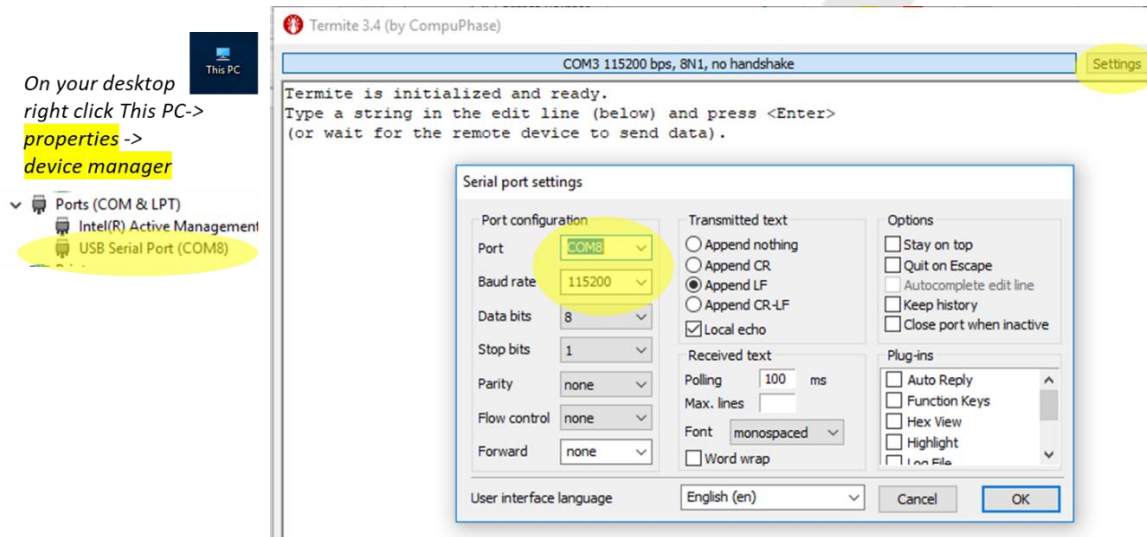 This PC
On your desktop
right click This PC->
properties ->
device manager
Ports (COM & LPT)
Intel(R) Active Management
USB Serial Port (COM8)
Termite 3.4 (by CompuPhase)
COM3 115200 bps, 8N1, no handshake
Settings
Termite is initialized and ready.
Type a string in the edit line (below) and press <Enter>
(or wait for the remote device to send data).
Serial port settings
Port configuration
Port COM8
Baud rate 115200
Data bits 8
Stop bits 1
Parity none
Flow control none
Forward none
Transmitted text
Append nothing
Append CR
Append LF
Append CR-LF
Local echo
Received text
Polling 100 ms
Max. lines
Font monospaced
Word wrap
Options
Stay on top
Quit on Escape
Autocomplete edit line
Keep history
Close port when inactive
Plug-ins
Auto Reply
Function Keys
Hex View
Highlight
Log File
User interface language English (en)
Cancel OK